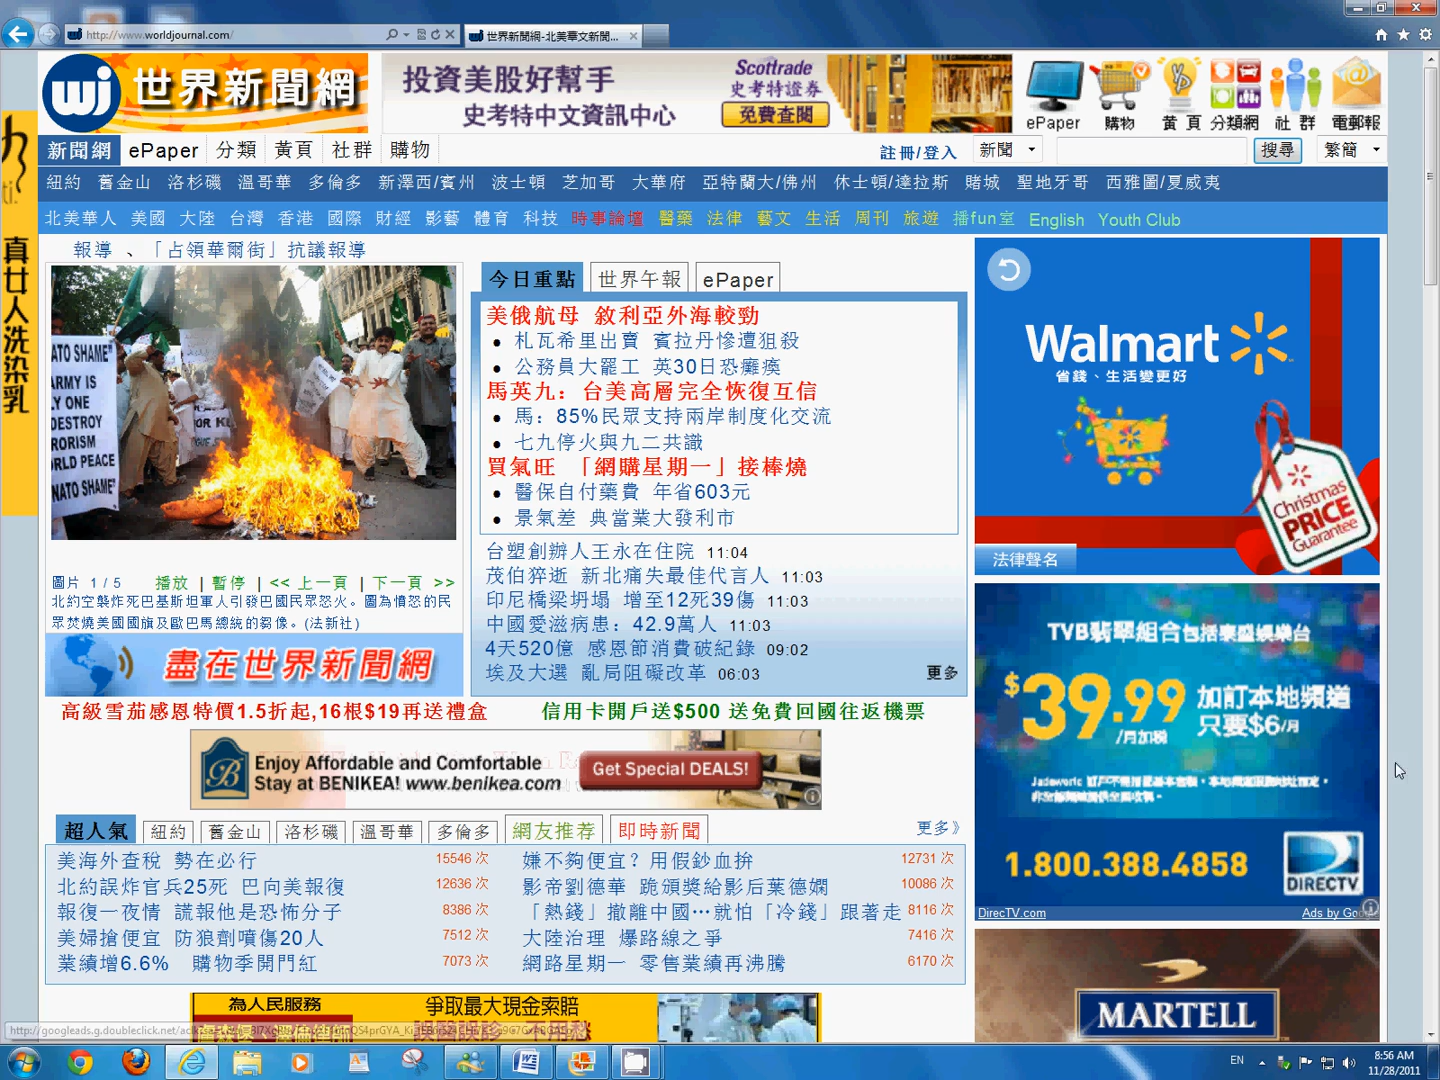 http://www.worldjournal.com/
世界新聞網-北美華文新聞...
世界新聞網
投資美股好幫手
史考特中文資訊中心
Scottrade
史考特證券
免費查閱
ePaper 購物 黃頁 分類網 社群 電郵報
新聞網 ePaper 分類 黃頁 社群 購物
註冊/登入 新聞 搜尋 繁簡
紐約 舊金山 洛杉磯 溫哥華 多倫多 新澤西/賓州 波士頓 芝加哥 大華府 亞特蘭大/佛州 休士頓/達拉斯 賭城 聖地牙哥 西雅圖/夏威夷
北美華人 美國 大陸 台灣 香港 國際 財經 影藝 體育 科技 時事論壇 醫藥 法律 藝文 生活 周刊 旅遊 播fun室 English Youth Club
真女人洗染乳
報導 、「占領華爾街」抗議報導
ATO SHAME"
ARMY IS
LY ONE
DESTROY
RORISM
RLD PEACE
NATO SHAME"
圖片 1 / 5 播放 | 暫停 | << 上一頁 | 下一頁 >>
北約空襲炸死巴基斯坦軍人引發巴國民眾怒火。圖為憤怒的民
眾焚燒美國國旗及歐巴馬總統的芻像。(法新社)
盡在世界新聞網
今日重點 世界午報 ePaper
美俄航母 敘利亞外海較勁
札瓦希里出賣 賓拉丹慘遭狙殺
公務員大罷工 英30日恐癱瘓
馬英九：台美高層完全恢復互信
馬：85%民眾支持兩岸制度化交流
七九停火與九二共識
買氣旺 「網購星期一」接棒燒
醫保自付藥費 年省603元
景氣差 典當業大發利市
台塑創辦人王永在住院 11:04
茂伯猝逝 新北痛失最佳代言人 11:03
印尼橋梁坍塌 增至12死39傷 11:03
中國愛滋病患：42.9萬人 11:03
4天520億 感恩節消費破紀錄 09:02
埃及大選 亂局阻礙改革 06:03
更多
高級雪茄感恩特價1.5折起,16根$19再送禮盒
信用卡開戶送$500 送免費回國往返機票
Enjoy Affordable and Comfortable
Stay at BENIKEA! www.benikea.com
Get Special DEALS!
超人氣 紐約 舊金山 洛杉磯 溫哥華 多倫多 網友推荐 即時新聞 更多》
美海外查稅 勢在必行 15546 次
北約誤炸官兵25死 巴向美報復 12636 次
報復一夜情 謊報他是恐怖分子 8386 次
美婦搶便宜 防狼劑噴傷20人 7512 次
業績增6.6% 購物季開門紅 7073 次
嫌不夠便宜？用假鈔血拚 12731 次
影帝劉德華 跪頒獎給影后葉德嫻 10086 次
「熱錢」撤離中國…就怕「冷錢」跟著走 8116 次
大陸治理 爆路線之爭 7416 次
網路星期一 零售業績再沸騰 6170 次
為人民服務
爭取最大現金索賠
Walmart
省錢、生活變更好
Christmas
PRICE
Guarantee
法律聲名
TVB翡翠組合包括泰盛娛樂台
$39.99
/月加稅
加訂本地頻道
只要$6/月
1.800.388.4858
DIRECTV
DirecTV.com
MARTELL
EN
8:56 AM
11/28/2011